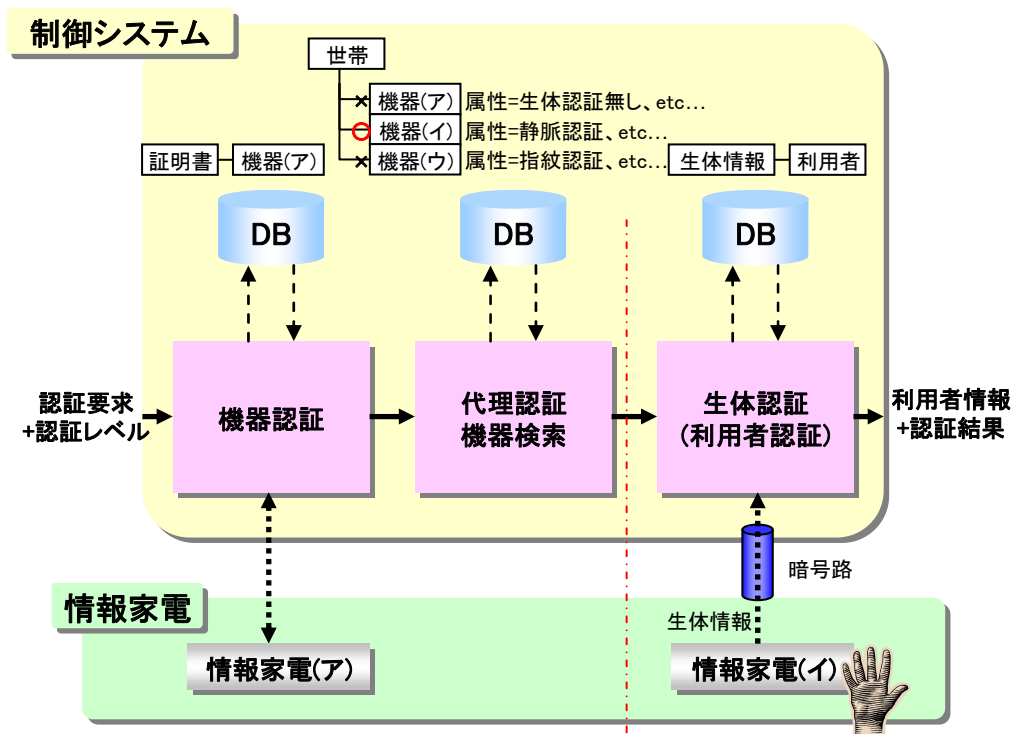 制御システム
世帯
機器(ア) 属性=生体認証無し、etc…
機器(イ) 属性=静脈認証、etc…
機器(ウ) 属性=指紋認証、etc…
証明書 機器(ア)
生体情報 利用者
DB DB DB
認証要求
+認証レベル
機器認証
代理認証
機器検索
生体認証
(利用者認証)
利用者情報
+認証結果
暗号路
情報家電
生体情報
情報家電(ア)
情報家電(イ)